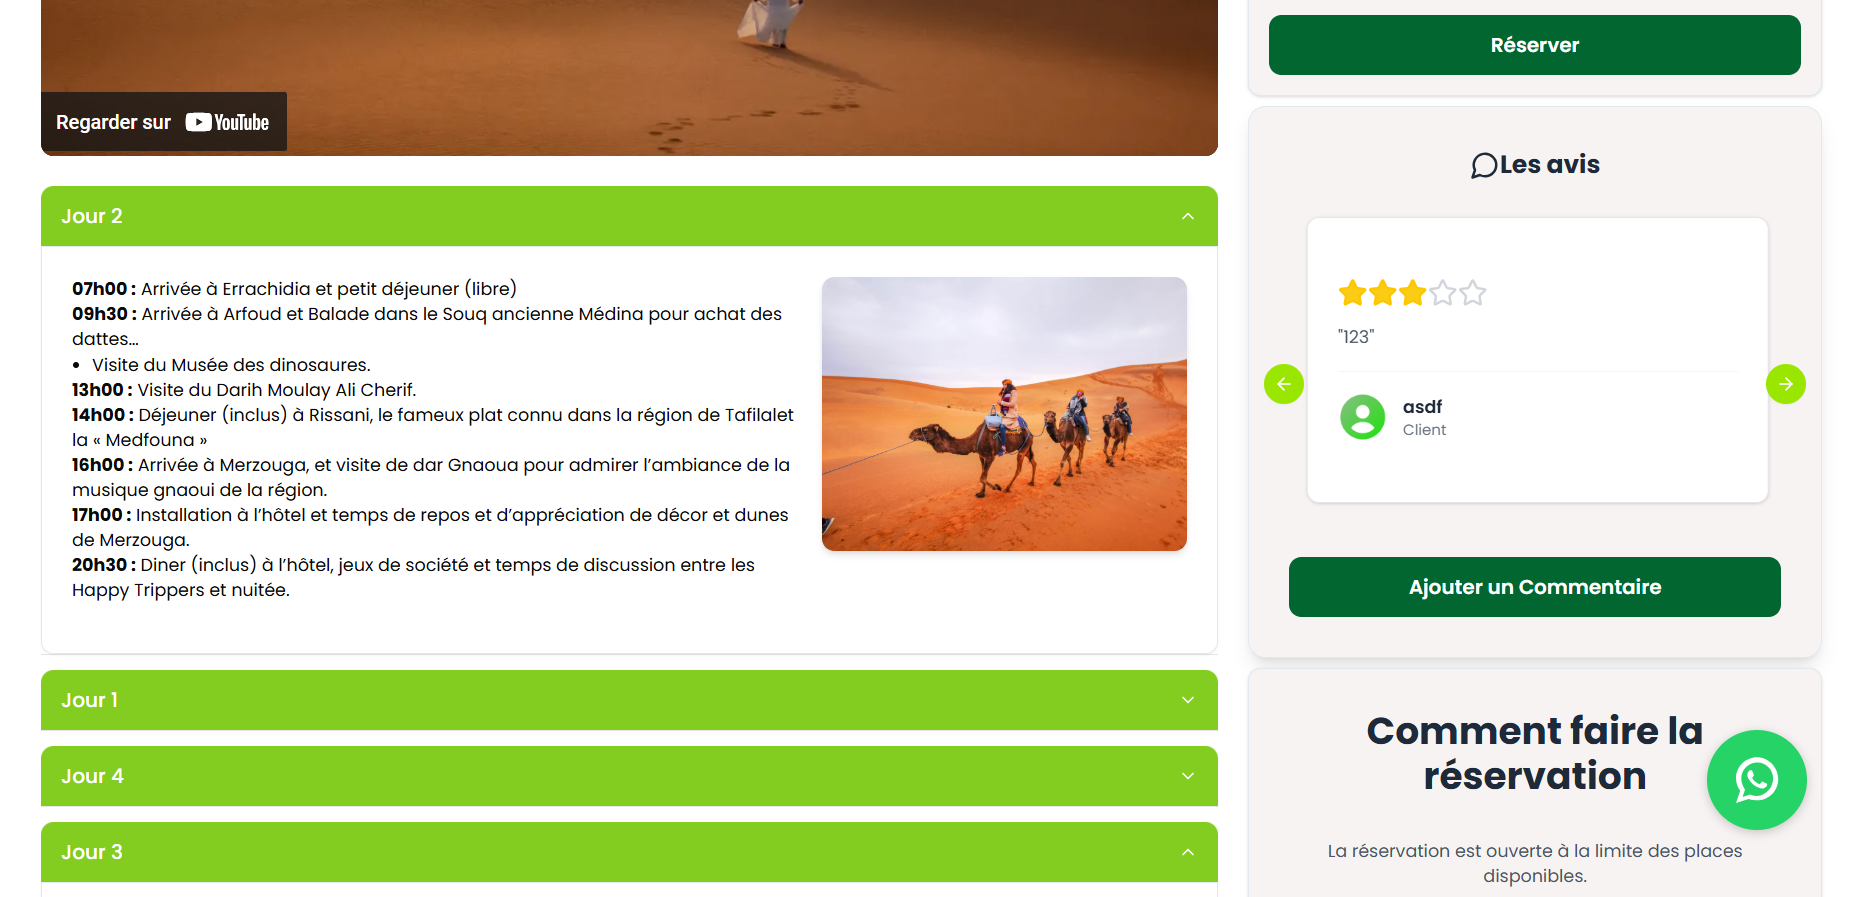 Regarder sur YouTube
Jour 2
07h00 : Arrivée à Errachidia et petit déjeuner (libre)
09h30 : Arrivée à Arfoud et Balade dans le Souq ancienne Médina pour achat des
dattes...
• Visite du Musée des dinosaures.
13h00 : Visite du Darih Moulay Ali Cherif.
14h00 : Déjeuner (inclus) à Rissani, le fameux plat connu dans la région de Tafilalet
la « Medfouna »
16h00 : Arrivée à Merzouga, et visite de dar Gnaoua pour admirer l’ambiance de la
musique gnaoui de la région.
17h00 : Installation à l’hôtel et temps de repos et d’appréciation de décor et dunes
de Merzouga.
20h30 : Diner (inclus) à l’hôtel, jeux de société et temps de discussion entre les
Happy Trippers et nuitée.
Jour 1
Jour 4
Jour 3
Réserver
Les avis
"123"
asdf
Client
Ajouter un Commentaire
Comment faire la
réservation
La réservation est ouverte à la limite des places
disponibles.